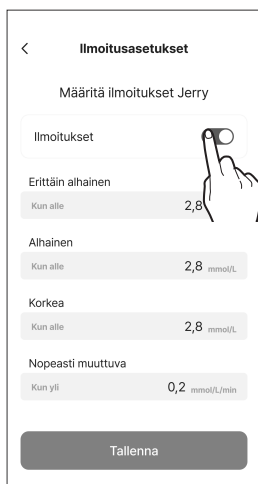 Ilmoitusasetukset
Määritä ilmoitukset Jerry
Ilmoitukset
Erittäin alhainen
Kun alle 2,8
Alhainen
Kun alle 2,8 mmol/L
Korkea
Kun alle 2,8 mmol/L
Nopeasti muuttuva
Kun yli 0,2 mmol/L/min
Tallenna